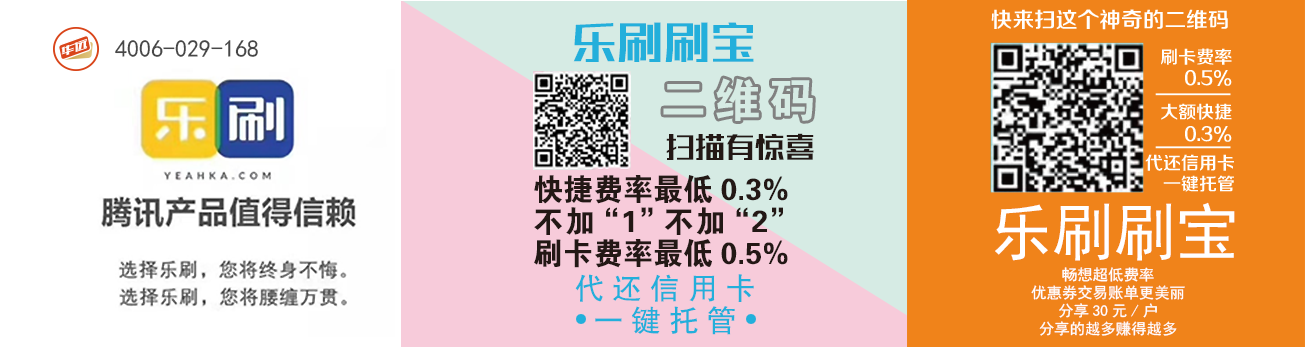 华远
4006-029-168
乐刷
YEAHKA.COM
腾讯产品值得信赖
选择乐刷，您将终身不悔。
选择乐刷，您将腰缠万贯。
乐刷刷宝
二维码
扫描有惊喜
快捷费率最低 0.3%
不加“1”不加“2”
刷卡费率最低 0.5%
代还信用卡
•一键托管•
快来扫这个神奇的二维码
刷卡费率
0.5%
大额快捷
0.3%
代还信用卡
一键托管
乐刷刷宝
畅想超低费率
优惠券交易账单更美丽
分享 30 元 / 户
分享的越多赚得越多